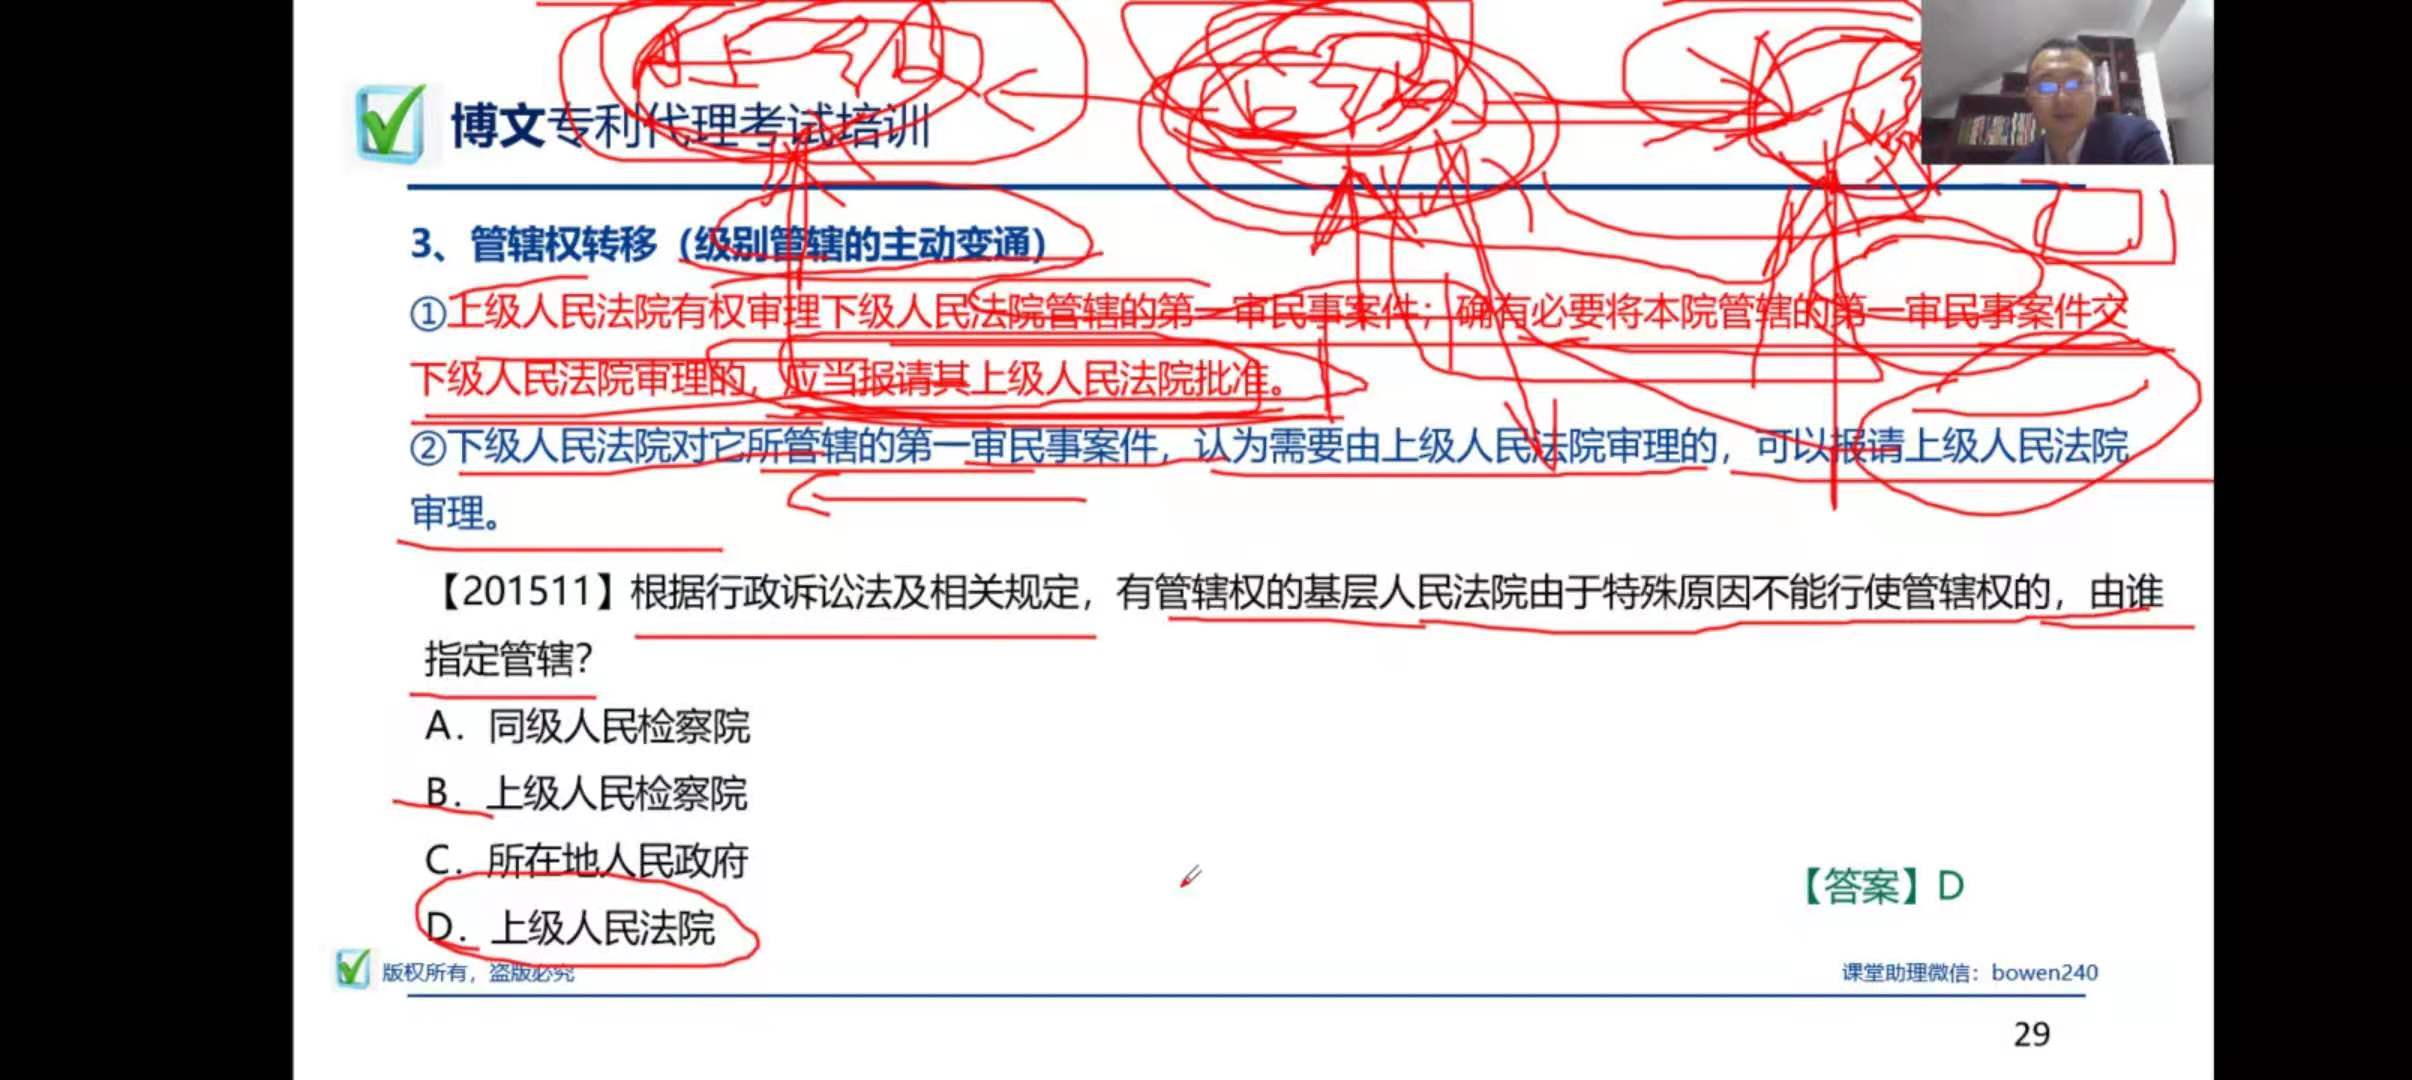 博文专利代理考试培训
3、管辖权转移（级别管辖的主动变通）
①上级人民法院有权审理下级人民法院管辖的第一审民事案件；确有必要将本院管辖的第一审民事案件交
下级人民法院审理的，应当报请其上级人民法院批准。
②下级人民法院对它所管辖的第一审民事案件，认为需要由上级人民法院审理的，可以报请上级人民法院
审理。
【201511】根据行政诉讼法及相关规定，有管辖权的基层人民法院由于特殊原因不能行使管辖权的，由谁
指定管辖？
A．同级人民检察院
B．上级人民检察院
C．所在地人民政府
【答案】D
D．上级人民法院
版权所有，盗版必究
课堂助理微信：bowen240
29